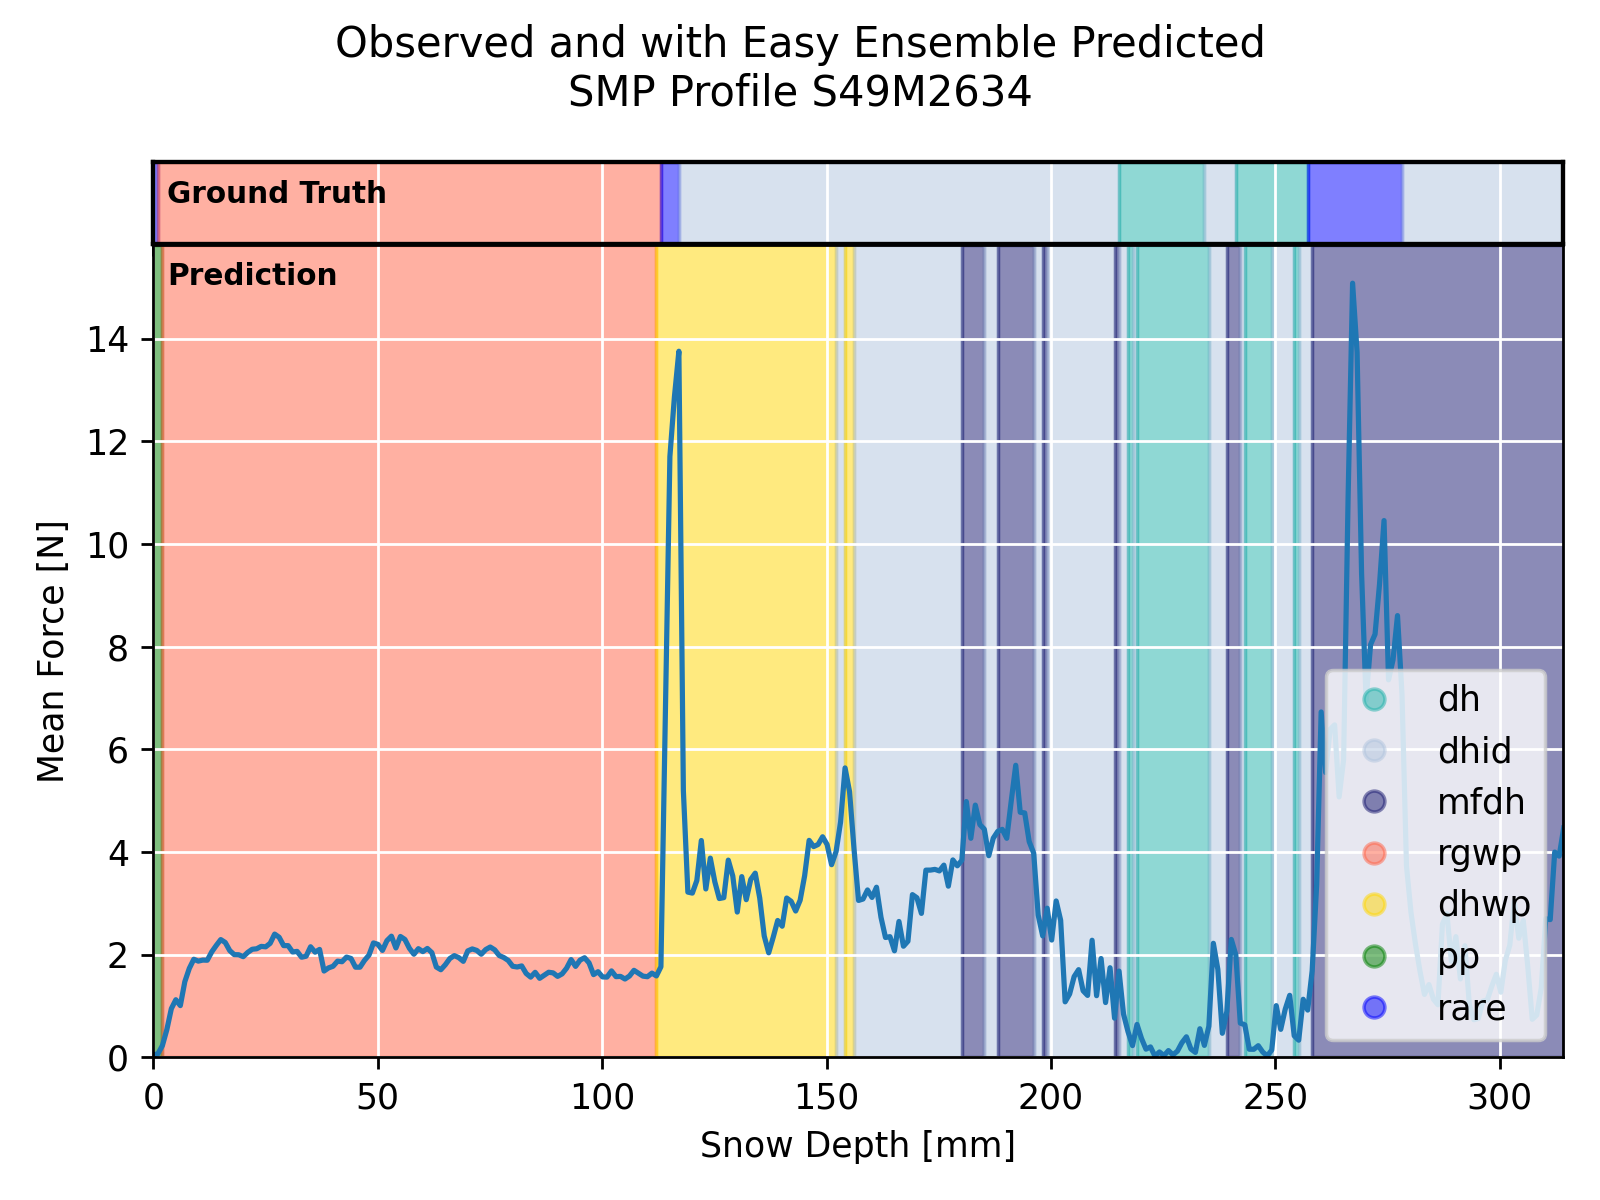 Observed and with Easy Ensemble Predicted
SMP Profile S49M2634
Ground Truth
Prediction
14
12
10
8
6
4
2
0
Mean Force [N]
dh
dhid
mfdh
rgwp
dhwp
pp
rare
0 50 100 150 200 250 300
Snow Depth [mm]